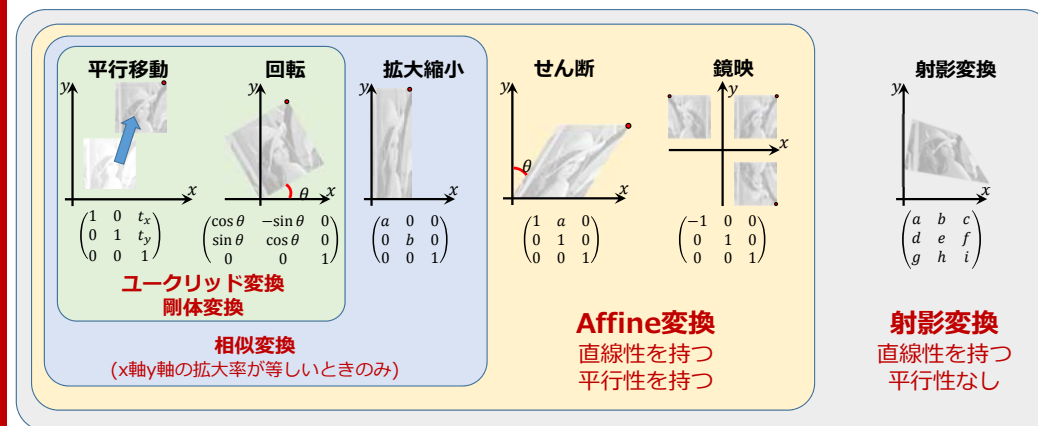 平行移動
y
x
(1 0 t_x
0 1 t_y
0 0 1)
回転
θ
x
(cos θ −sin θ 0
sin θ cos θ 0
0 0 1)
ユークリッド変換
剛体変換
拡大縮小
y
x
(a 0 0
0 b 0
0 0 1)
相似変換
(x軸y軸の拡大率が等しいときのみ)
せん断
y
θ
x
(1 a 0
0 1 0
0 0 1)
鏡映
y
x
(−1 0 0
0 1 0
0 0 1)
Affine変換
直線性を持つ
平行性を持つ
射影変換
y
x
(a b c
d e f
g h i)
射影変換
直線性を持つ
平行性なし